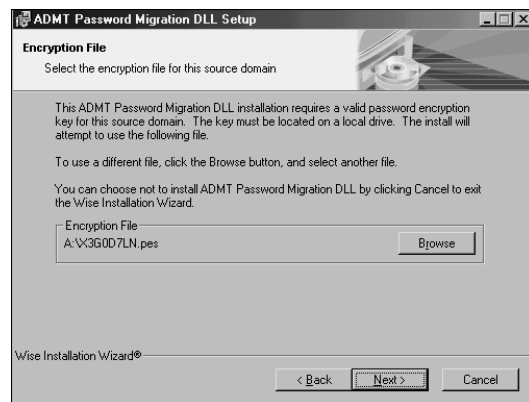 ADMT Password Migration DLL Setup
Encryption File
Select the encryption file for this source domain
This ADMT Password Migration DLL installation requires a valid password encryption
key for this source domain. The key must be located on a local drive. The install will
attempt to use the following file.
To use a different file, click the Browse button, and select another file.
You can choose not to install ADMT Password Migration DLL by clicking Cancel to exit
the Wise Installation Wizard.
Encryption File
A:\X3G0D7LN.pes
Browse
Wise Installation Wizard®
< Back
Next >
Cancel